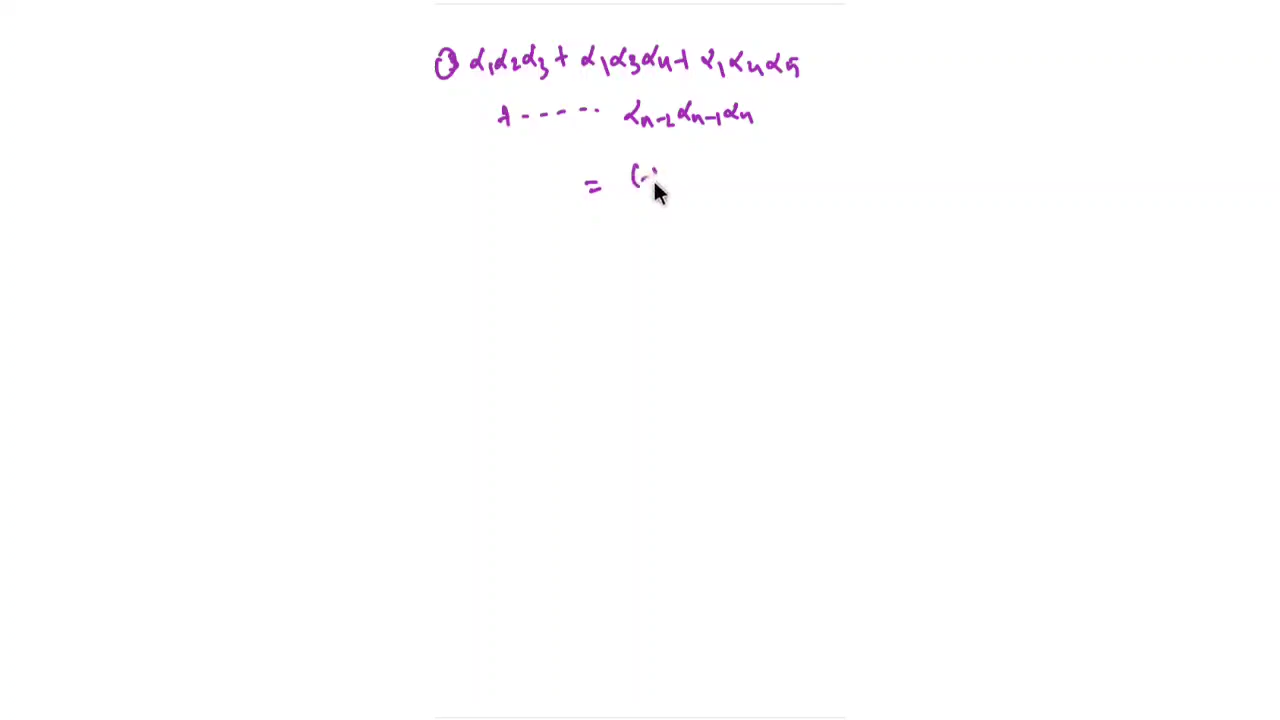 ③ α₁α₂α₃ + α₁α₃α₄ + α₁α₄α₅
+ - - - - - αₙ₋₂αₙ₋₁αₙ
= (-